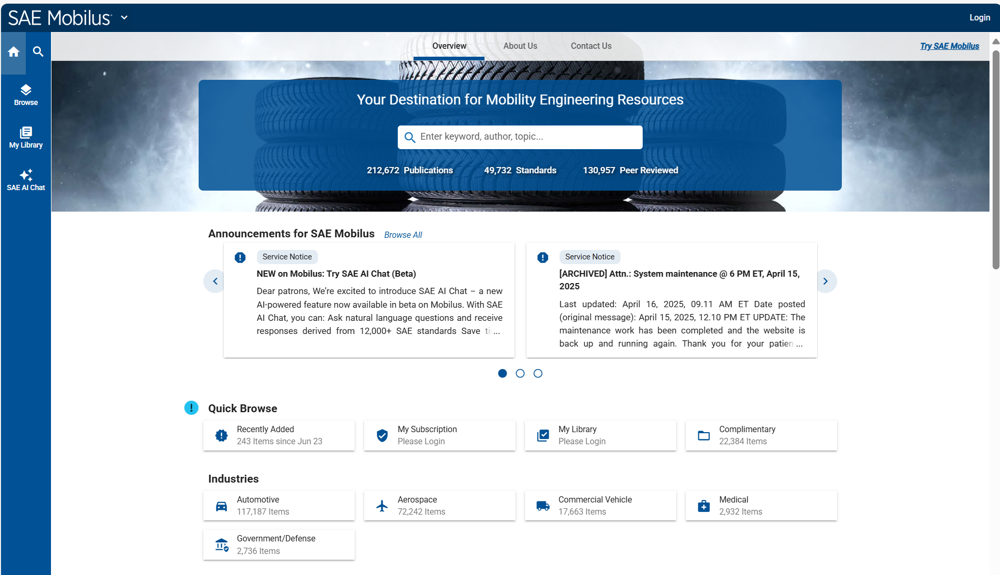 SAE Mobilus
Login
Overview
About Us
Contact Us
Try SAE Mobilus
Browse
My Library
SAE AI Chat
Your Destination for Mobility Engineering Resources
Enter keyword, author, topic...
212,672 Publications
49,732 Standards
130,957 Peer Reviewed
Announcements for SAE Mobilus
Browse All
Service Notice
NEW on Mobilus: Try SAE AI Chat (Beta)
Dear patrons, We’re excited to introduce SAE AI Chat – a new
AI-powered feature now available in beta on Mobilus. With SAE
AI Chat, you can: Ask natural language questions and receive
responses derived from 12,000+ SAE standards Save ti...
Service Notice
[ARCHIVED] Attn.: System maintenance @ 6 PM ET, April 15,
2025
Last updated: April 16, 2025, 09.11 AM ET Date posted
(original message): April 15, 2025, 12.10 PM ET UPDATE: The
maintenance work has been completed and the website is
back up and running again. Thank you for your patien...
Quick Browse
Recently Added
243 Items since Jun 23
My Subscription
Please Login
My Library
Please Login
Complimentary
22,384 Items
Industries
Automotive
117,187 Items
Aerospace
72,242 Items
Commercial Vehicle
17,663 Items
Medical
2,932 Items
Government/Defense
2,736 Items